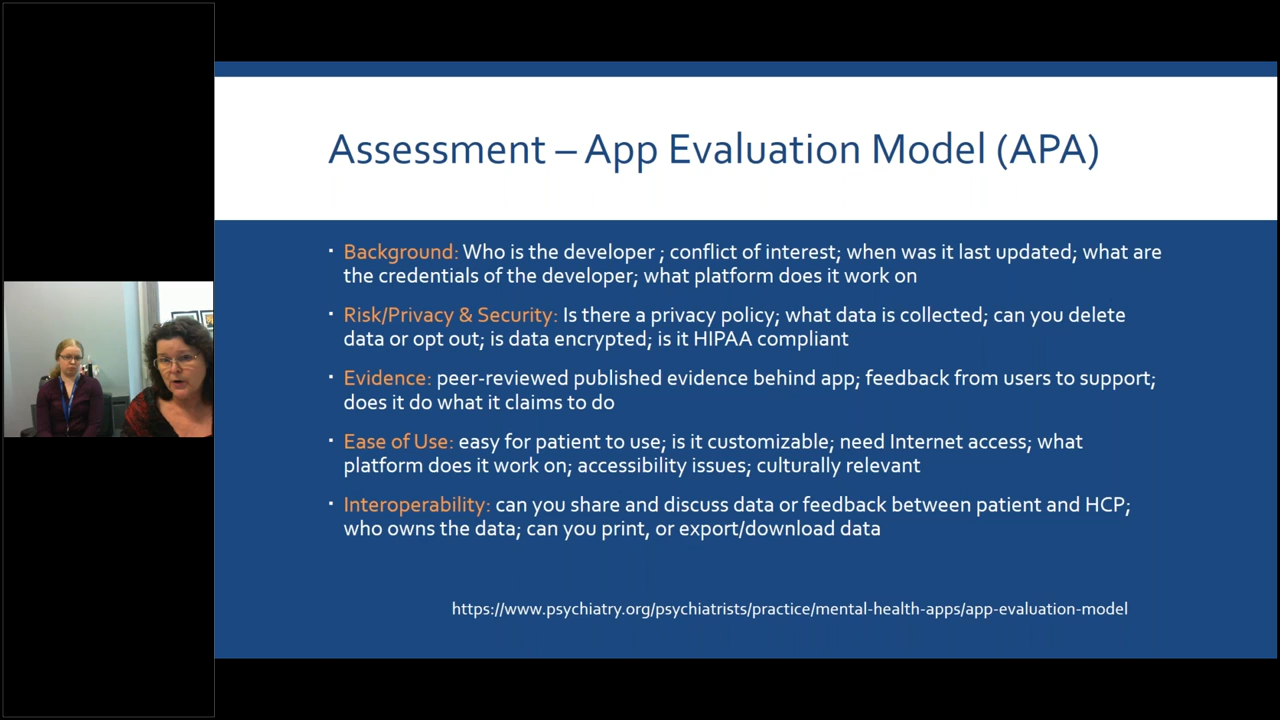 Assessment – App Evaluation Model (APA)
▪ Background: Who is the developer ; conflict of interest; when was it last updated; what are
the credentials of the developer; what platform does it work on
▪ Risk/Privacy & Security: Is there a privacy policy; what data is collected; can you delete
data or opt out; is data encrypted; is it HIPAA compliant
▪ Evidence: peer-reviewed published evidence behind app; feedback from users to support;
does it do what it claims to do
▪ Ease of Use: easy for patient to use; is it customizable; need Internet access; what
platform does it work on; accessibility issues; culturally relevant
▪ Interoperability: can you share and discuss data or feedback between patient and HCP;
who owns the data; can you print, or export/download data
https://www.psychiatry.org/psychiatrists/practice/mental-health-apps/app-evaluation-model